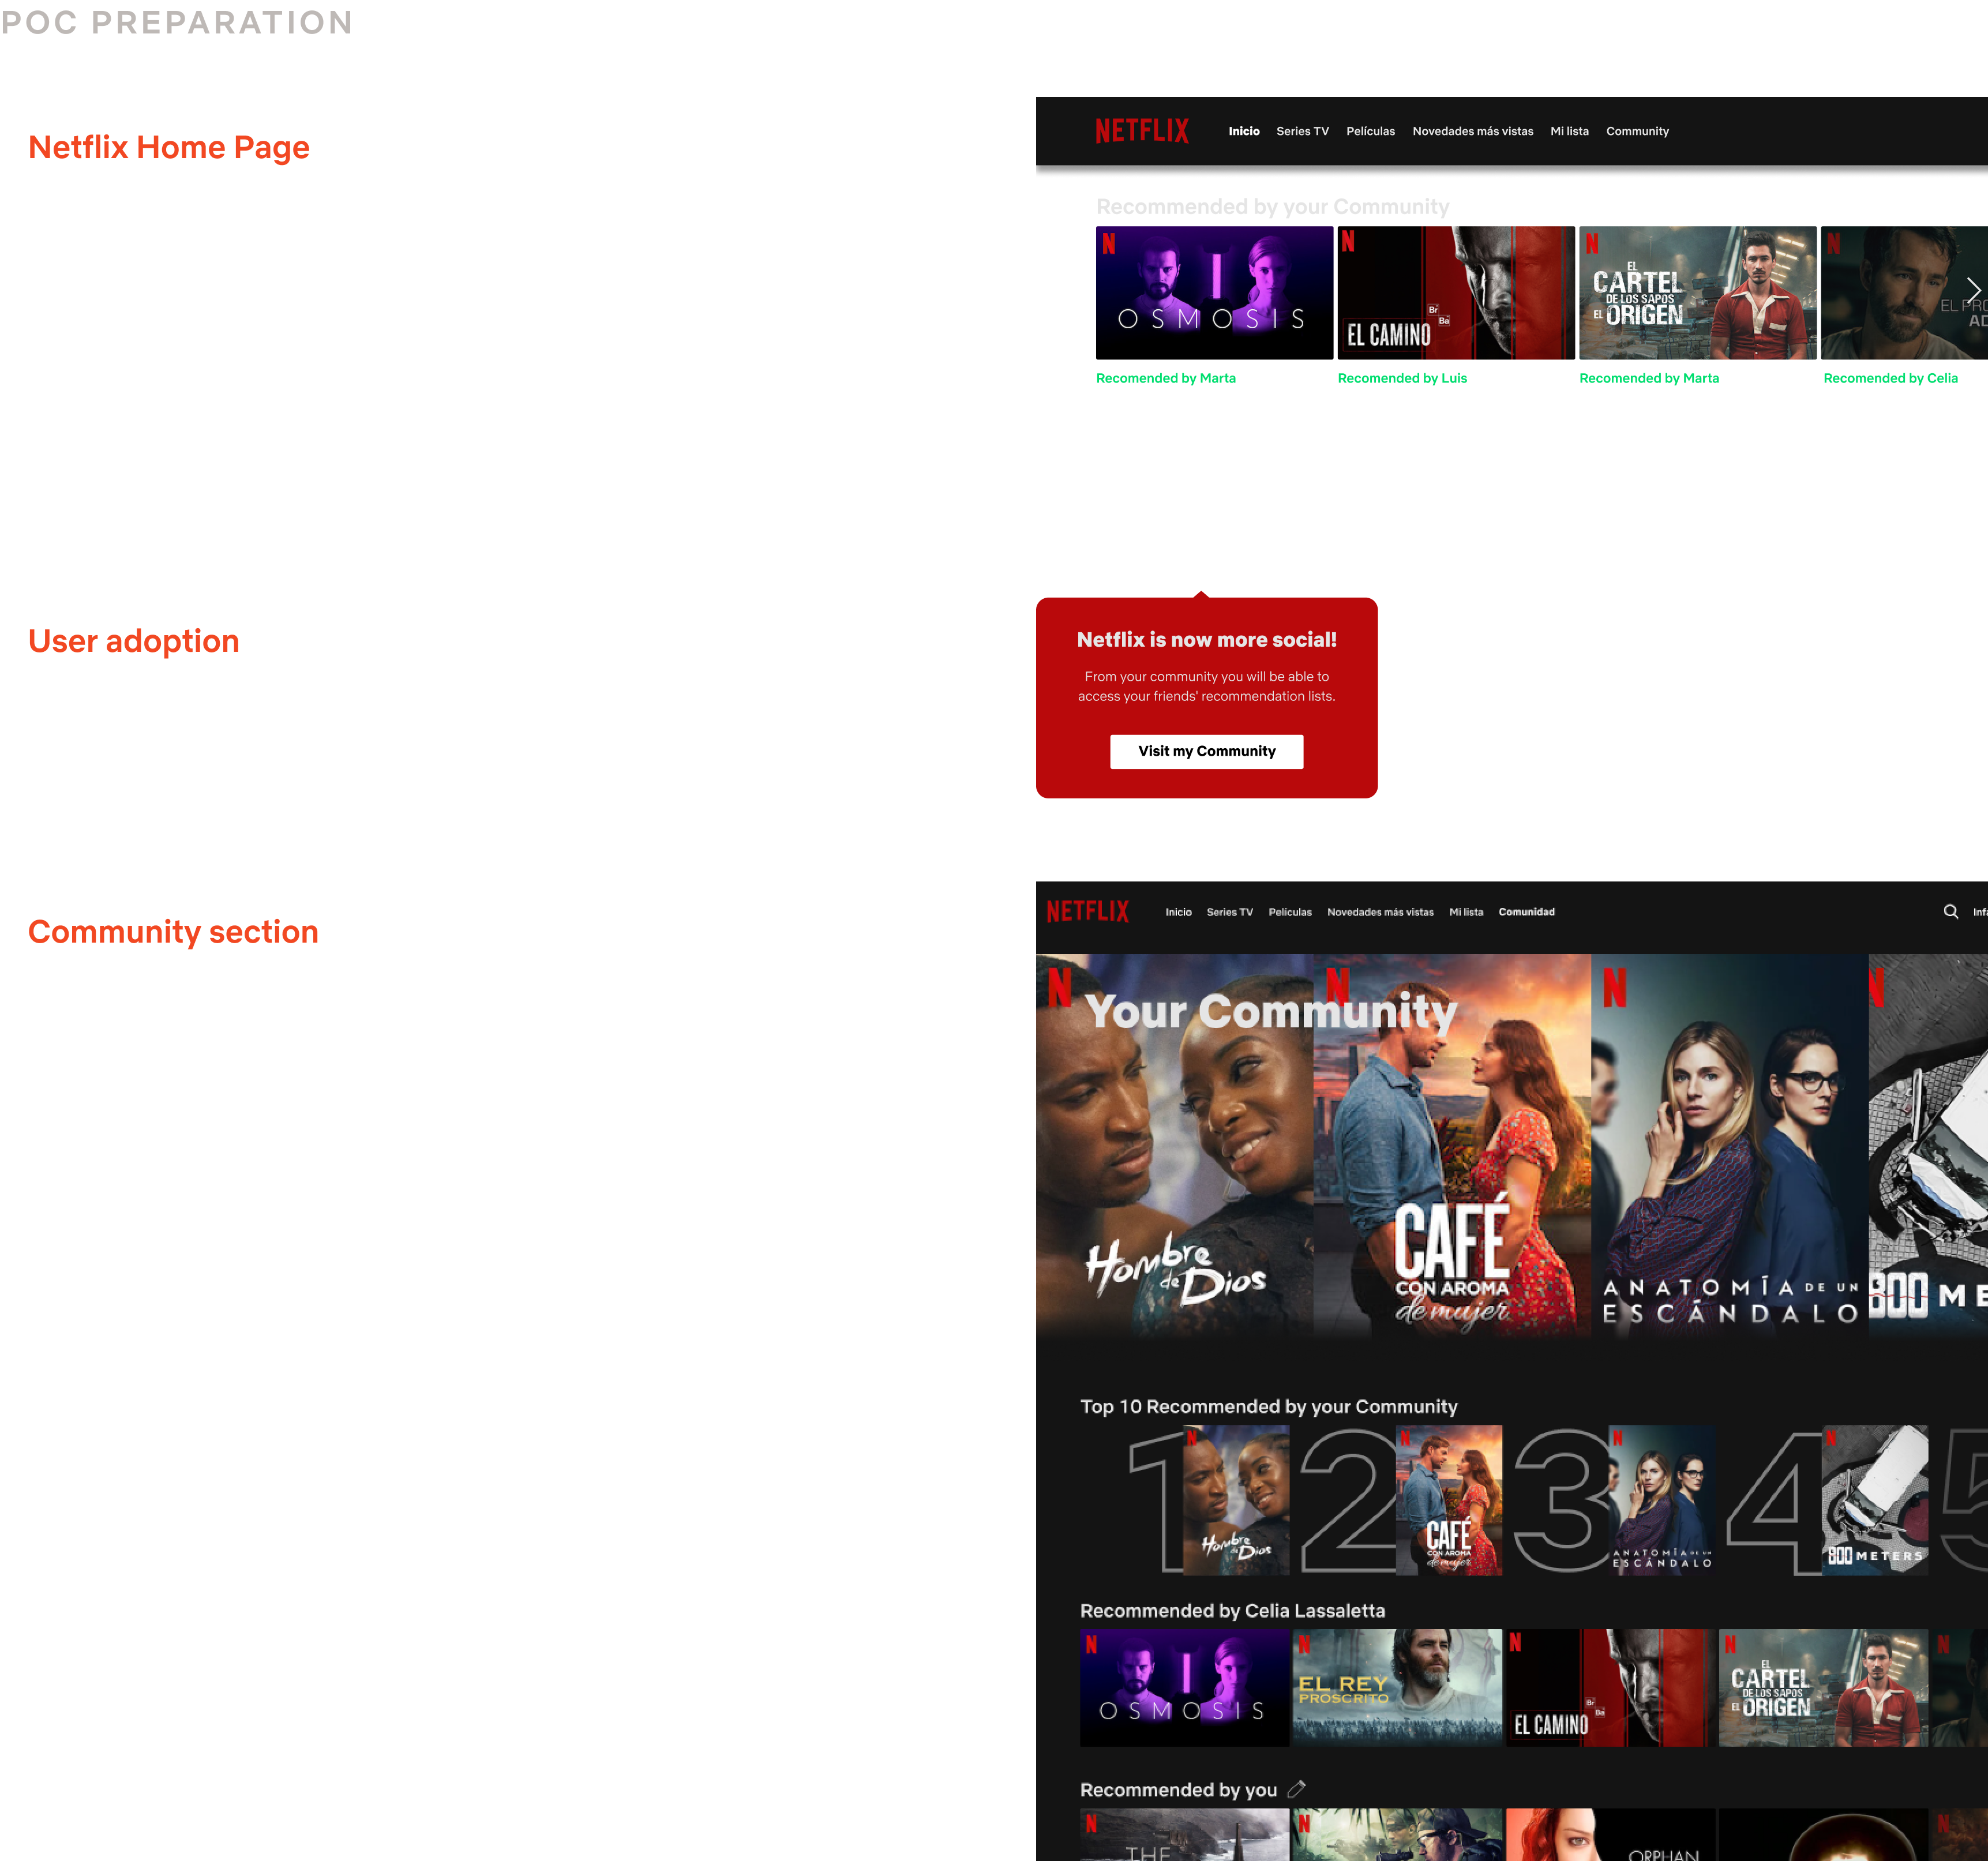 POC PREPARATION
Netflix Home Page
NETFLIX
Inicio Series TV Películas Novedades más vistas Mi lista Community
Recommended by your Community
N
OSMOSIS
N
Br
Ba
EL CAMINO
N
EL
CARTEL
DE LOS SAPOS
EL ORIGEN
N
Recomended by Marta
Recomended by Luis
Recomended by Marta
Recomended by Celia
User adoption
Netflix is now more social!
From your community you will be able to
access your friends' recommendation lists.
Visit my Community
Community section
NETFLIX
Inicio Series TV Películas Novedades más vistas Mi lista Comunidad
Your Community
N
Hombre
de Dios
N
CAFÉ
CON AROMA
de mujer
N
ANATOMÍA DE UN
ESCÁNDALO
N
800
Top 10 Recommended by your Community
1
N
Hombre
de Dios
2
N
CAFÉ
CON AROMA
de mujer
3
N
ANATOMÍA DE UN
ESCÁNDALO
4
N
800 METERS
5
Recommended by Celia Lassaletta
N
OSMOSIS
N
EL REY
PROSCRITO
N
Br
Ba
EL CAMINO
N
EL
CARTEL
DE LOS SAPOS
EL ORIGEN
N
Recommended by you
N
THE
N
ORPHAN
N